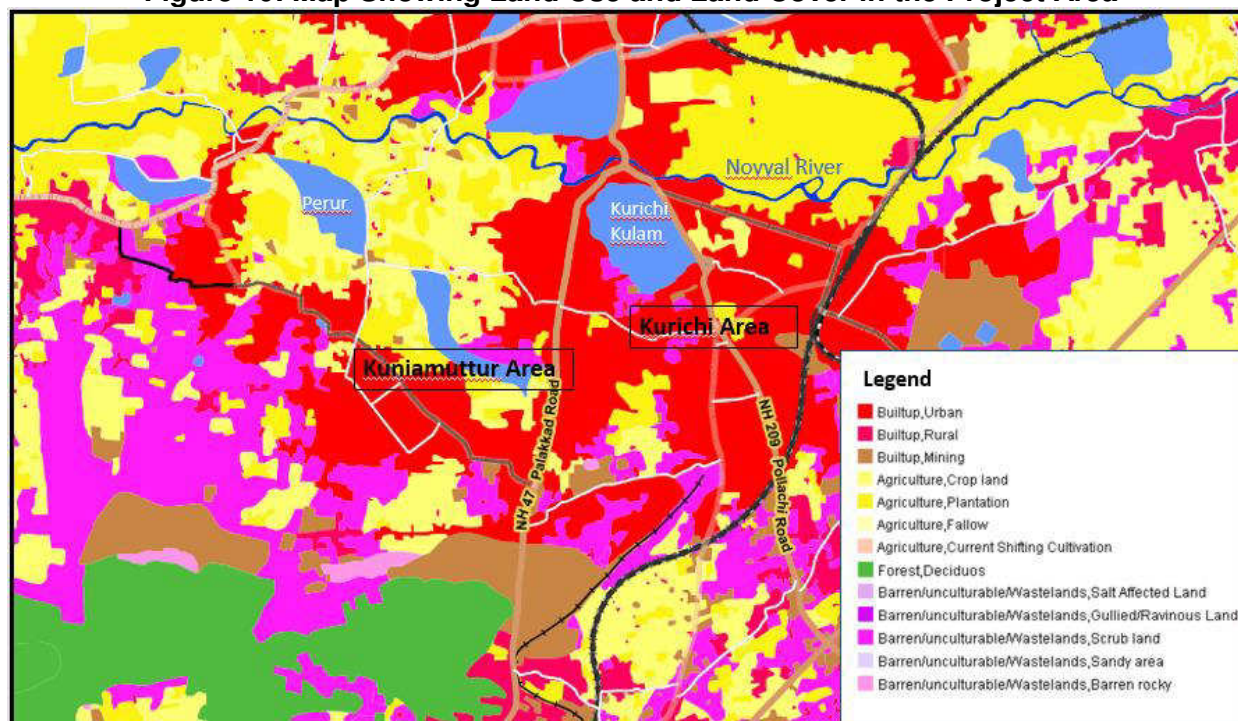 Noyyal River
Perur
Kurichi
Kulam
Kurichi Area
Kuniamuttur Area
NH 47 Palakkad Road
NH 209 Pollachi Road
Legend
Builtup,Urban
Builtup,Rural
Builtup,Mining
Agriculture,Crop land
Agriculture,Plantation
Agriculture,Fallow
Agriculture,Current Shifting Cultivation
Forest,Deciduos
Barren/unculturable/Wastelands,Salt Affected Land
Barren/unculturable/Wastelands,Gullied/Ravinous Land
Barren/unculturable/Wastelands,Scrub land
Barren/unculturable/Wastelands,Sandy area
Barren/unculturable/Wastelands,Barren rocky